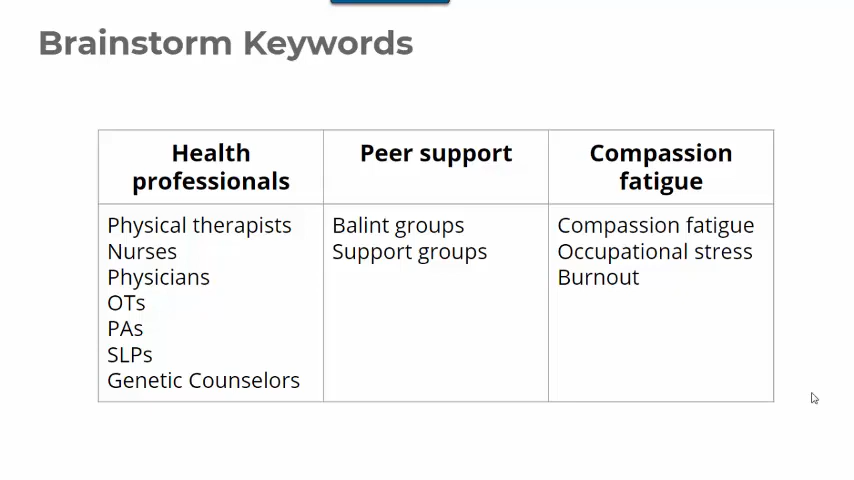 Brainstorm Keywords
Health
professionals
Peer support
Compassion
fatigue
Physical therapists
Nurses
Physicians
OTs
PAs
SLPs
Genetic Counselors
Balint groups
Support groups
Compassion fatigue
Occupational stress
Burnout